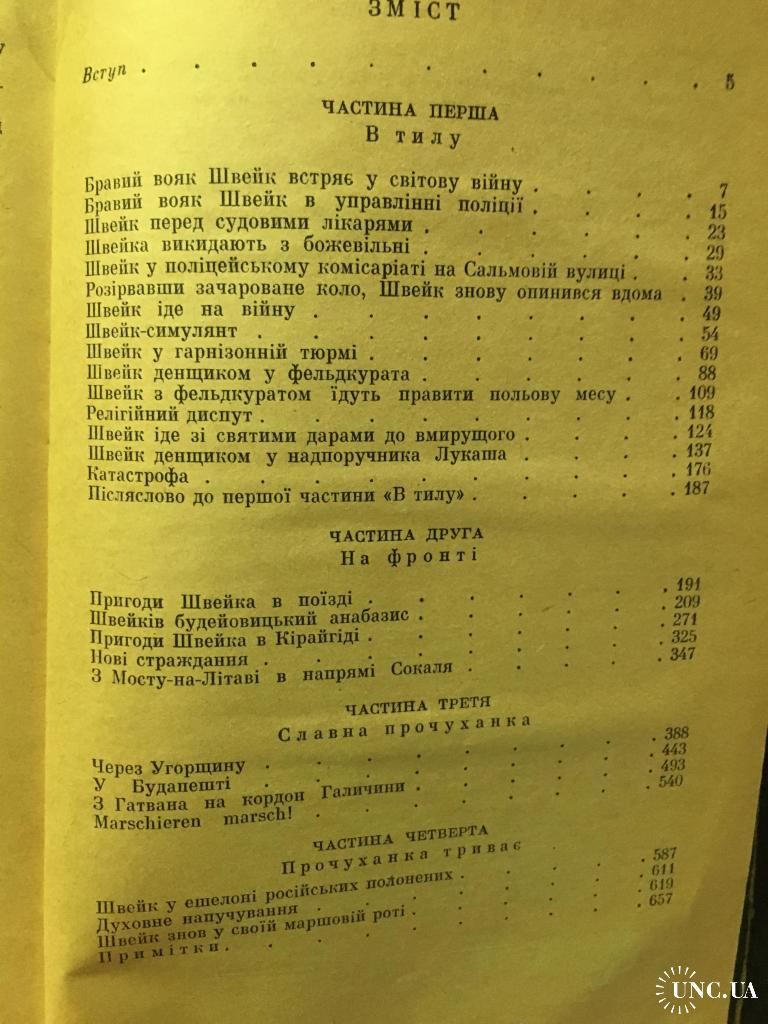 ЗМІСТ
Вступ . . . . . . . . . . . 5
ЧАСТИНА ПЕРША
В тилу
Бравий вояк Швейк встряє у світову війну . . . . 7
Бравий вояк Швейк в управлінні поліції . . . . 15
Швейк перед судовими лікарями . . . . . . 23
Швейка викидають з божевільні . . . . . . 29
Швейк у поліцейському комісаріаті на Сальмовій вулиці . . 33
Розірвавши зачароване коло, Швейк знову опинився вдома . 39
Швейк іде на війну . . . . . . . . 49
Швейк-симулянт . . . . . . . . . 54
Швейк у гарнізонній тюрмі . . . . . . . 69
Швейк денщиком у фельдкурата . . . . . . 88
Швейк з фельдкуратом їдуть правити польову месу . . 109
Релігійний диспут . . . . . . . . . 118
Швейк іде зі святими дарами до вмирущого . . . . 124
Швейк денщиком у надпоручника Лукаша . . . . 137
Катастрофа . . . . . . . . . . 176
Післяслово до першої частини «В тилу» . . . . . 187
ЧАСТИНА ДРУГА
На фронті
Пригоди Швейка в поїзді . . . . . . . 191
Швейків будейовицький анабазис . . . . . . 209
Пригоди Швейка в Кірайгіді . . . . . . . 271
Нові страждання . . . . . . . . . 325
З Мосту-на-Літаві в напрямі Сокаля . . . . . 347
ЧАСТИНА ТРЕТЯ
Славна прочуханка
Через Угорщину . . . . . . . . 388
У Будапешті . . . . . . . . . 443
З Гатвана на кордон Галичини . . . . . . 493
Marschieren marsch! . . . . . . . . 540
ЧАСТИНА ЧЕТВЕРТА
Прочуханка триває
Швейк у ешелоні російських полонених . . . . . 587
Духовне напучування . . . . . . . . 611
Швейк знов у своїй маршовій роті . . . . . . 619
Примітки . . . . . . . . . . 657
UNC.UA